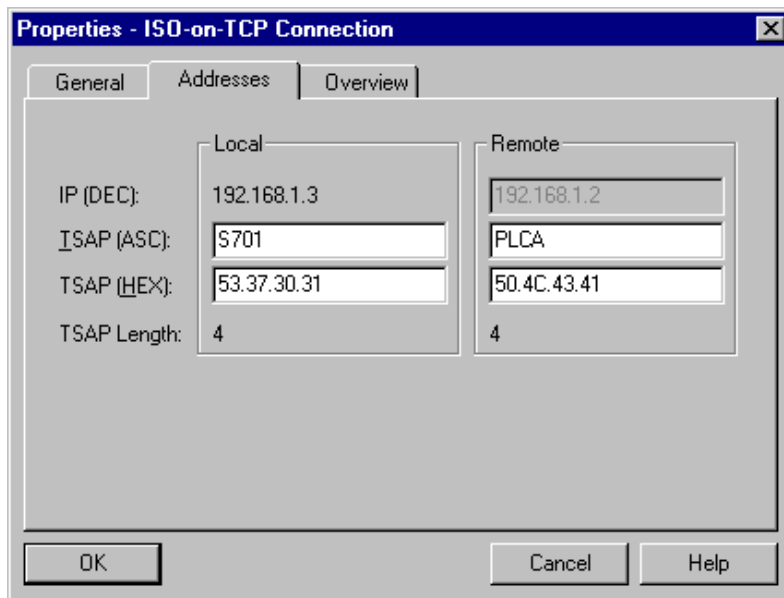 Properties - ISO-on-TCP Connection
General Addresses Overview
Local Remote
IP (DEC): 192.168.1.3 192.168.1.2
TSAP (ASC): S701 PLCA
TSAP (HEX): 53.37.30.31 50.4C.43.41
TSAP Length: 4 4
OK Cancel Help